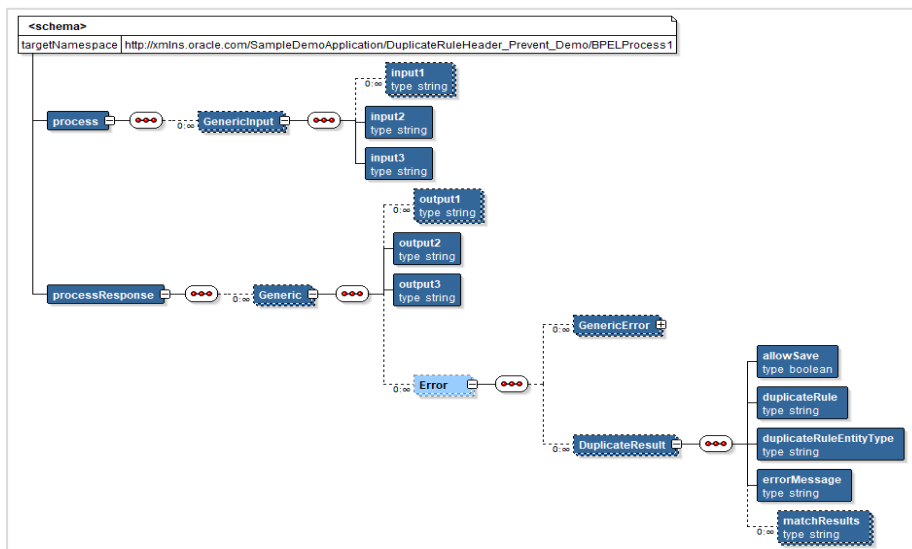 <schema>
targetNamespace http://xmlns.oracle.com/SampleDemoApplication/DuplicateRuleHeader_Prevent_Demo/BPELProcess1
process
0:∞
GenericInput
0:∞
input1
type string
input2
type string
input3
type string
processResponse
0:∞
Generic
0:∞
output1
type string
output2
type string
output3
type string
0:∞
Error
0:∞
GenericError
0:∞
DuplicateResult
allowSave
type boolean
duplicateRule
type string
duplicateRuleEntityType
type string
errorMessage
type string
0:∞
matchResults
type string